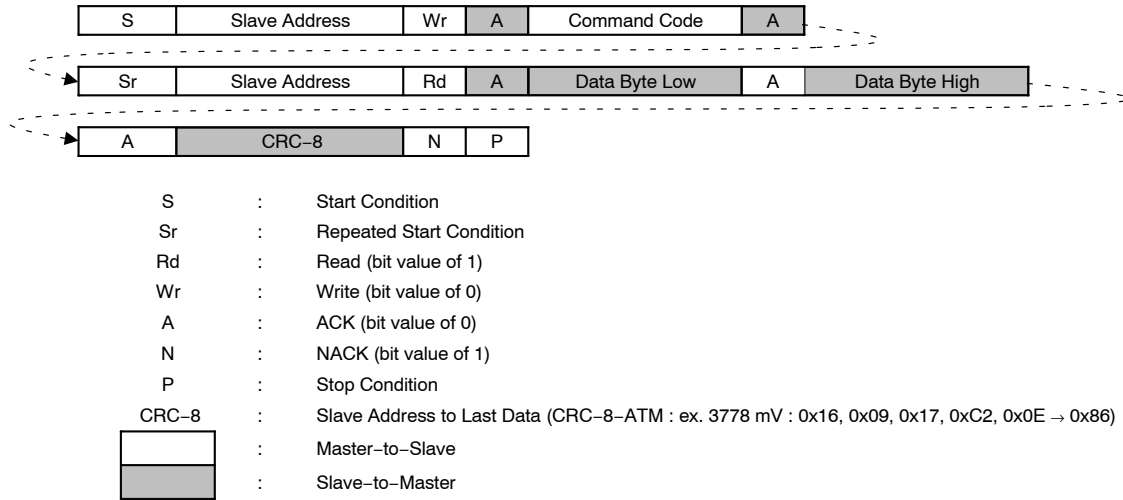 S Slave Address Wr A Command Code A
Sr Slave Address Rd A Data Byte Low A Data Byte High
A CRC−8 N P
S : Start Condition
Sr : Repeated Start Condition
Rd : Read (bit value of 1)
Wr : Write (bit value of 0)
A : ACK (bit value of 0)
N : NACK (bit value of 1)
P : Stop Condition
CRC−8 : Slave Address to Last Data (CRC−8−ATM : ex. 3778 mV : 0x16, 0x09, 0x17, 0xC2, 0x0E → 0x86)
: Master−to−Slave
: Slave−to−Master